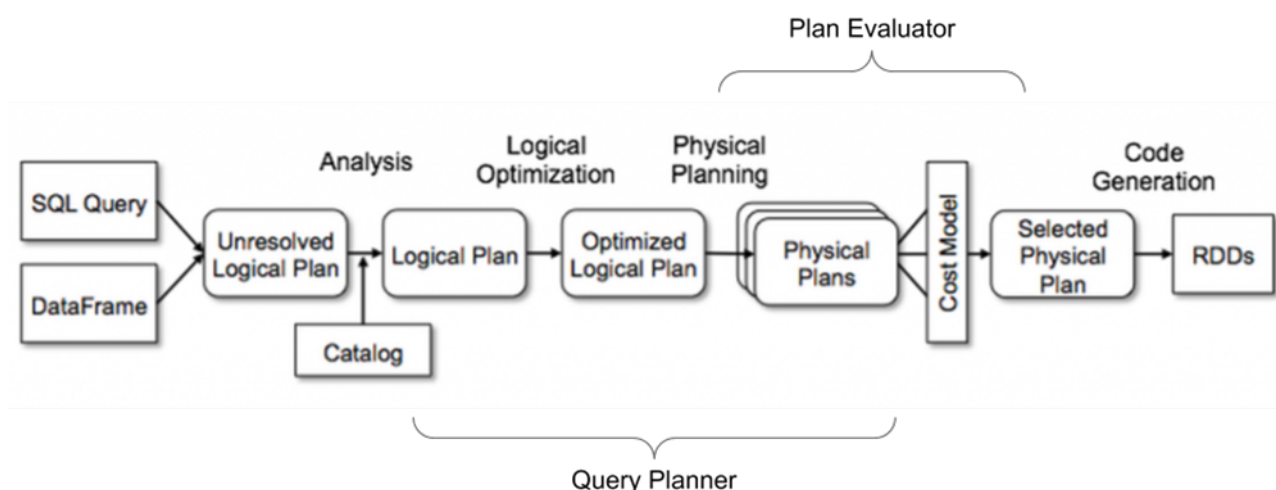 Plan Evaluator
Analysis
Logical
Optimization
Physical
Planning
Code
Generation
SQL Query
DataFrame
Unresolved
Logical Plan
Catalog
Logical Plan
Optimized
Logical Plan
Physical
Plans
Cost Model
Selected
Physical
Plan
RDDs
Query Planner